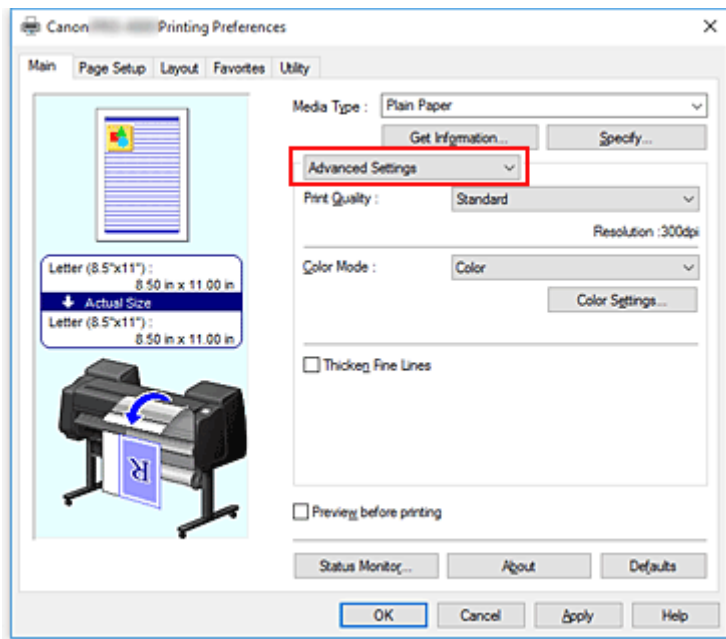 Canon Printing Preferences
Main Page Setup Layout Favorites Utility
Media Type : Plain Paper
Get Information... Specify...
Advanced Settings
Print Quality : Standard
Resolution :300dpi
Letter (8.5"x11") :
8.50 in x 11.00 in
Actual Size
Letter (8.5"x11") :
8.50 in x 11.00 in
Color Mode : Color
Color Settings...
Thicken Fine Lines
R
Preview before printing
Status Monitor... About Defaults
OK Cancel Apply Help